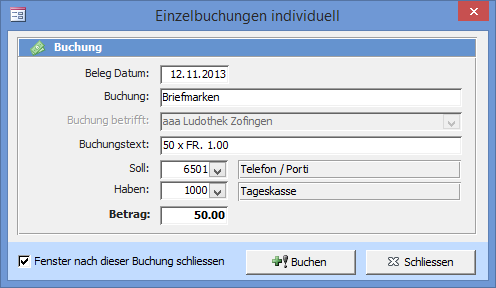 Einzelbuchungen individuell
Buchung
Beleg Datum: 12.11.2013
Buchung: Briefmarken
Buchung betrifft: aaa Ludothek Zofingen
Buchungstext: 50 x FR. 1.00
Soll: 6501 Telefon / Porti
Haben: 1000 Tageskasse
Betrag: 50.00
Fenster nach dieser Buchung schliessen Buchen Schliessen